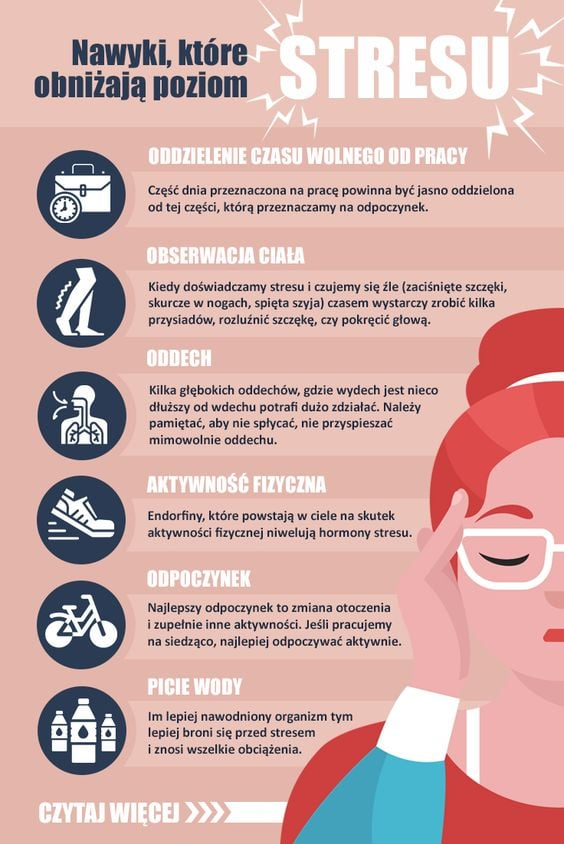 Nawyki, które
obniżają poziom
STRESU
ODDZIELENIE CZASU WOLNEGO OD PRACY
Część dnia przeznaczona na pracę powinna być jasno oddzielona
od tej części, którą przeznaczamy na odpoczynek.
OBSERWACJA CIAŁA
Kiedy doświadczamy stresu i czujemy się źle (zaciśnięte szczęki,
skurcze w nogach, spięta szyja) czasem wystarczy zrobić kilka
przysiadów, rozluźnić szczękę, czy pokręcić głową.
ODDECH
Kilka głębokich oddechów, gdzie wydech jest nieco
dłuższy od wdechu potrafi dużo zdziałać. Należy
pamiętać, aby nie spłycać, nie przyspieszać
mimowolnie oddechu.
AKTYWNOŚĆ FIZYCZNA
Endorfiny, które powstają w ciele na skutek
aktywności fizycznej niwelują hormony stresu.
ODPOCZYNEK
Najlepszy odpoczynek to zmiana otoczenia
i zupełnie inne aktywności. Jeśli pracujemy
na siedząco, najlepiej odpoczywać aktywnie.
PICIE WODY
Im lepiej nawodniony organizm tym
lepiej broni się przed stresem
i znosi wszelkie obciążenia.
CZYTAJ WIĘCEJ